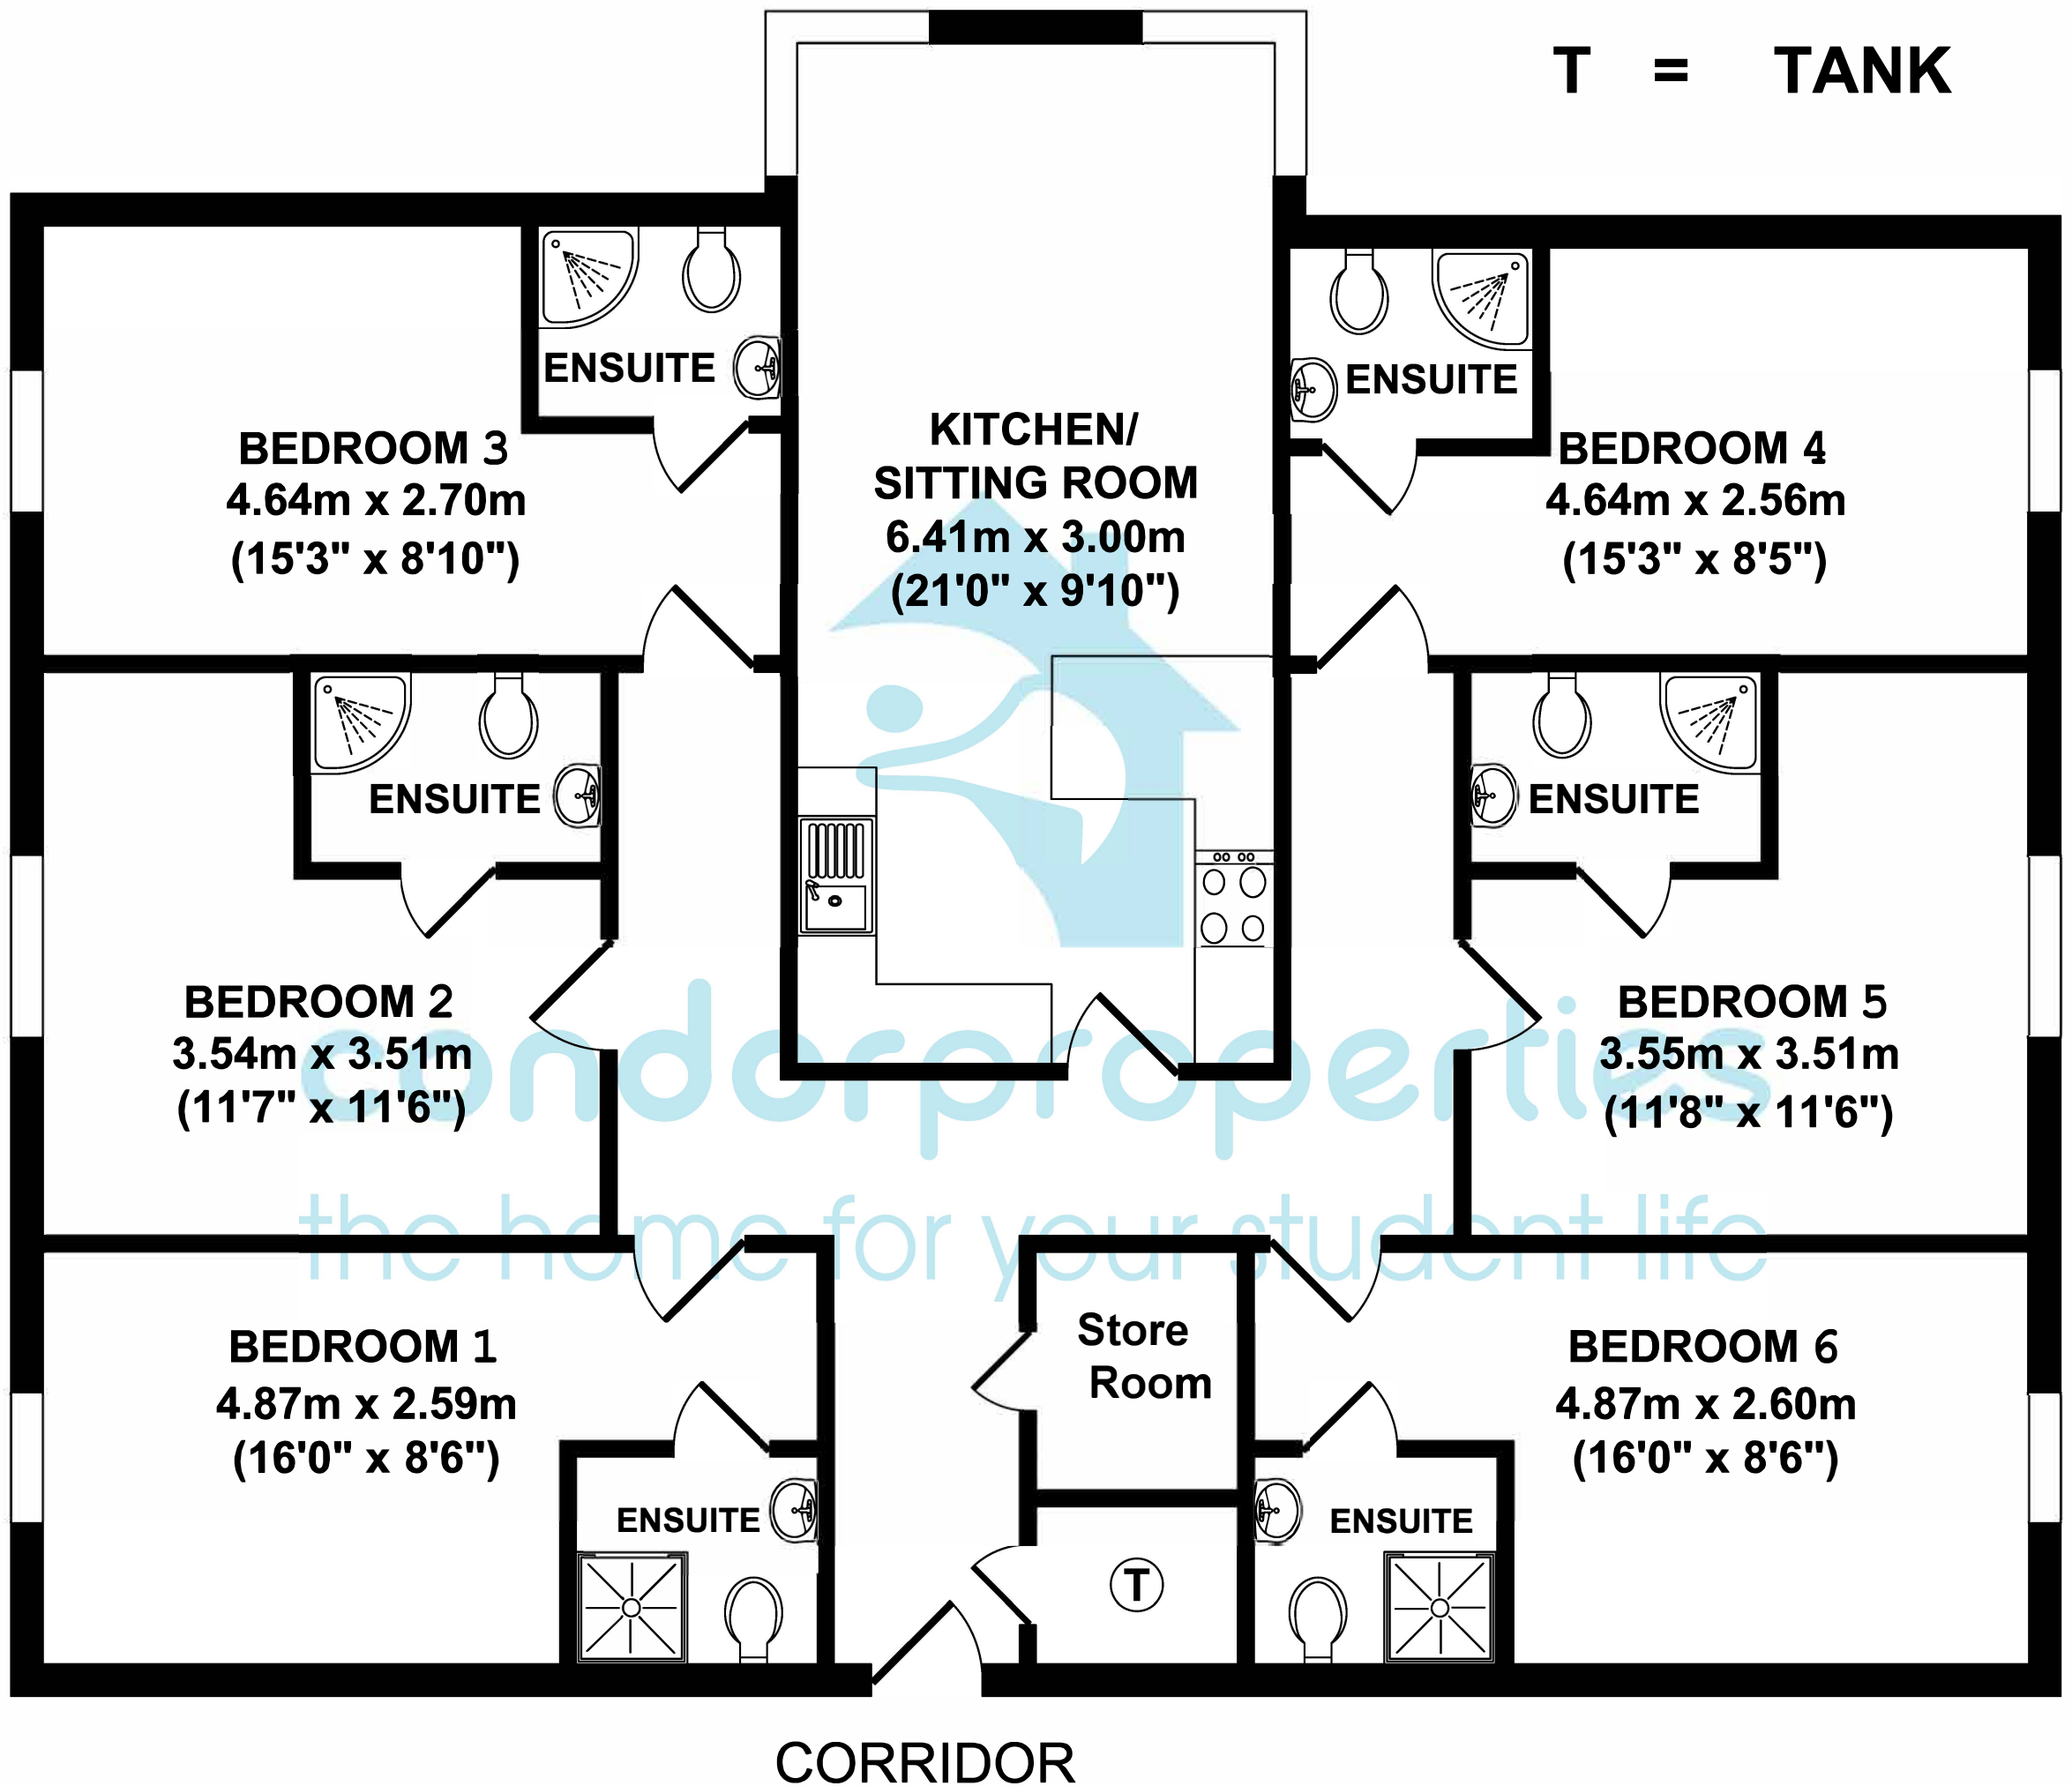 T = TANK
ENSUITE
BEDROOM 3
4.64m x 2.70m
(15'3" x 8'10")
KITCHEN/
SITTING ROOM
6.41m x 3.00m
(21'0" x 9'10")
ENSUITE
BEDROOM 4
4.64m x 2.56m
(15'3" x 8'5")
ENSUITE
BEDROOM 2
3.54m x 3.51m
(11'7" x 11'6")
ENSUITE
BEDROOM 5
3.55m x 3.51m
(11'8" x 11'6")
condorproperties
the home for your student life
BEDROOM 1
4.87m x 2.59m
(16'0" x 8'6")
ENSUITE
Store
Room
T
BEDROOM 6
4.87m x 2.60m
(16'0" x 8'6")
ENSUITE
CORRIDOR